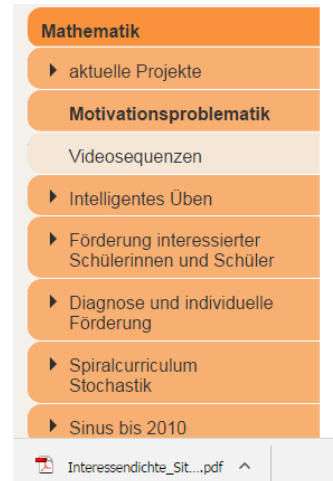 Mathematik
aktuelle Projekte
Motivationsproblematik
Videosequenzen
Intelligentes Üben
Förderung interessierter
Schülerinnen und Schüler
Diagnose und individuelle
Förderung
Spiralcurriculum
Stochastik
Sinus bis 2010
Interessendichte_Sit....pdf